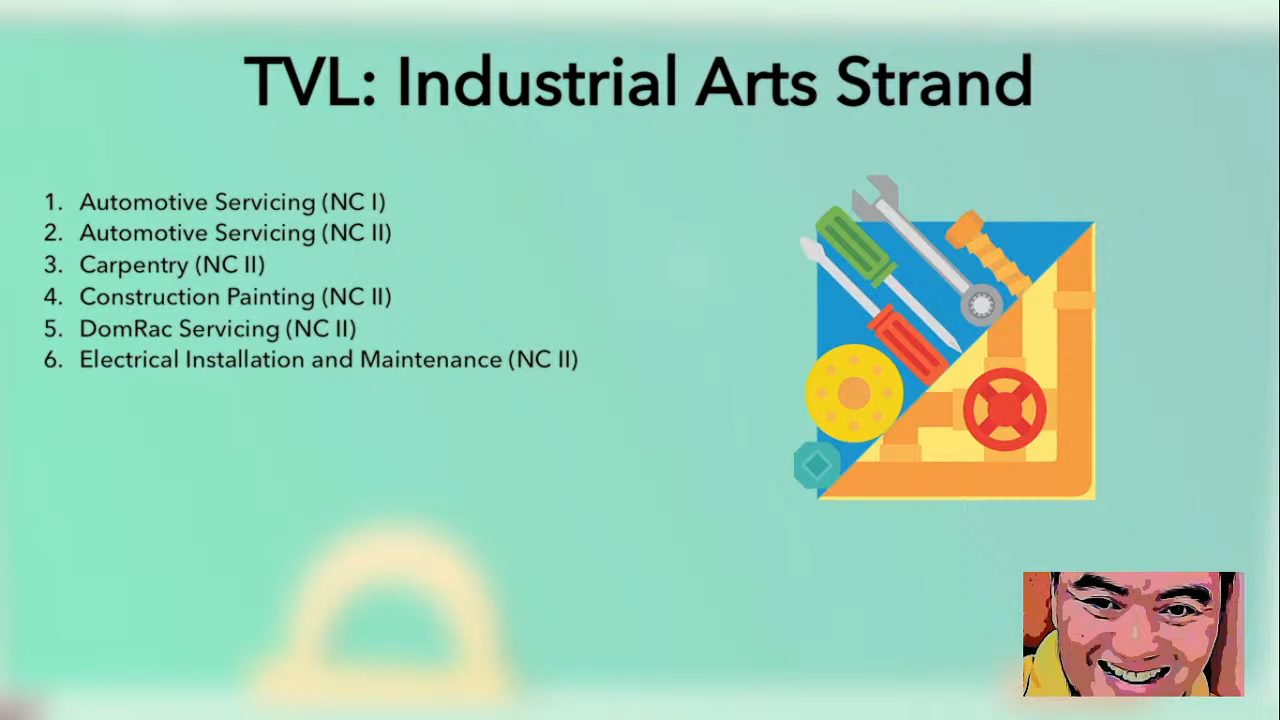 TVL: Industrial Arts Strand
1. Automotive Servicing (NC I)
2. Automotive Servicing (NC II)
3. Carpentry (NC II)
4. Construction Painting (NC II)
5. DomRac Servicing (NC II)
6. Electrical Installation and Maintenance (NC II)